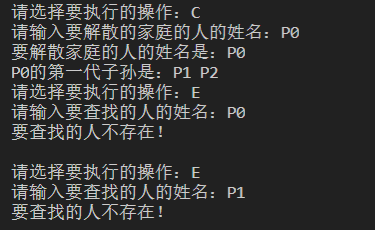 请选择要执行的操作：C
请输入要解散的家庭的人的姓名：P0
要解散家庭的人的姓名是：P0
P0的第一代子孙是：P1 P2
请选择要执行的操作：E
请输入要查找的人的姓名：P0
要查找的人不存在！
请选择要执行的操作：E
请输入要查找的人的姓名：P1
要查找的人不存在！